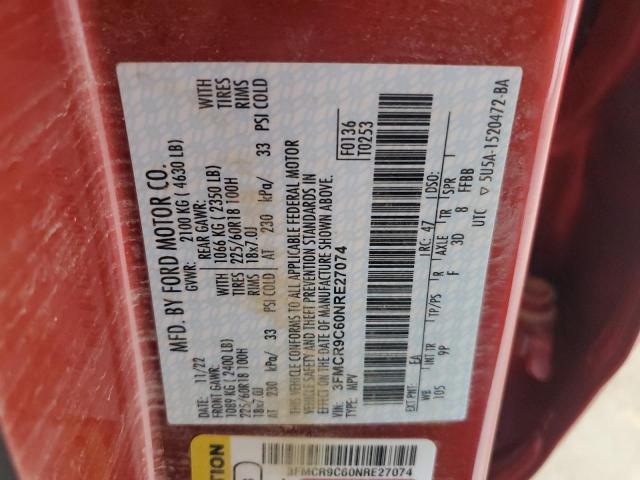 MFD. BY FORD MOTOR CO.
11/22 GVWR: 2100 KG ( 4630 LB)
FRONT GAWR: REAR GAWR: WITH
1089 KG ( 2400 LB) 1066 KG ( 2350 LB) TIRES
225/60R18 100H TIRES 225/60R18 100H RIMS
18x7.0J RIMS 18x7.0J
AT 230 kPa/ 33 PSI COLD AT 230 kPa/ 33 PSI COLD
WITH
THIS VEHICLE CONFORMS TO ALL APPLICABLE FEDERAL MOTOR
VEHICLE SAFETY AND THEFT PREVENTION STANDARDS IN
EFFECT ON THE DATE OF MANUFACTURE SHOWN ABOVE.
VIN: 3FMCR9C60NRE27074
TYPE: MPV
F0136
T0253
EXT PNT: EA RC: 47 DSO:
WB INT TR TP/PS R AXLE TR SPR
105 9P F 3D 8 FFBB
UTC ▽ 5U5A-1520472-BA
3FMCR9C60NRE27074